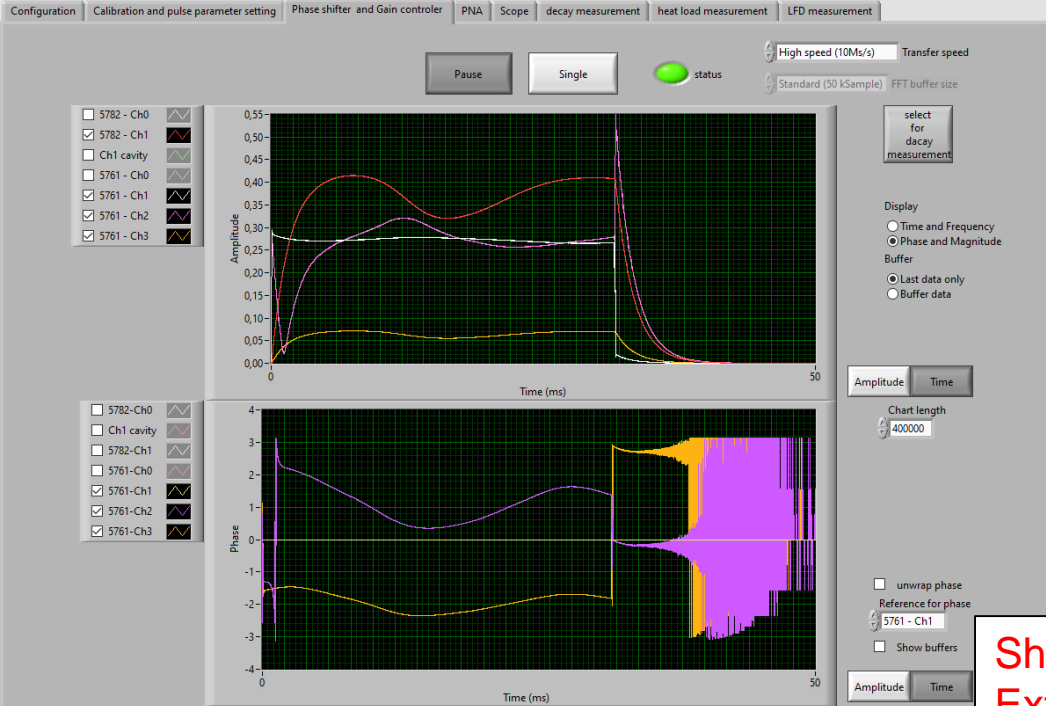 Configuration
Calibration and pulse parameter setting
Phase shifter and Gain controler
PNA
Scope
decay measurement
heat load measurement
LFD measurement
Pause
Single
status
High speed (10Ms/s)
Transfer speed
Standard (50 kSample)
FFT buffer size
select
for
dacay
measurement
5782 - Ch0
5782 - Ch1
Ch1 cavity
5761 - Ch0
5761 - Ch1
5761 - Ch2
5761 - Ch3
Amplitude
0,55
0,50
0,45
0,40
0,35
0,30
0,25
0,20
0,15
0,10
0,05
0,00
0
50
Time (ms)
Display
Time and Frequency
Phase and Magnitude
Buffer
Last data only
Buffer data
Amplitude
Time
Chart length
400000
5782-Ch0
Ch1 cavity
5782-Ch1
5761-Ch0
5761-Ch1
5761-Ch2
5761-Ch3
Phase
4
3
2
1
0
-1
-2
-3
-4
0
50
Time (ms)
unwrap phase
Reference for phase
5761 - Ch1
Show buffers
Amplitude
Time
Sh